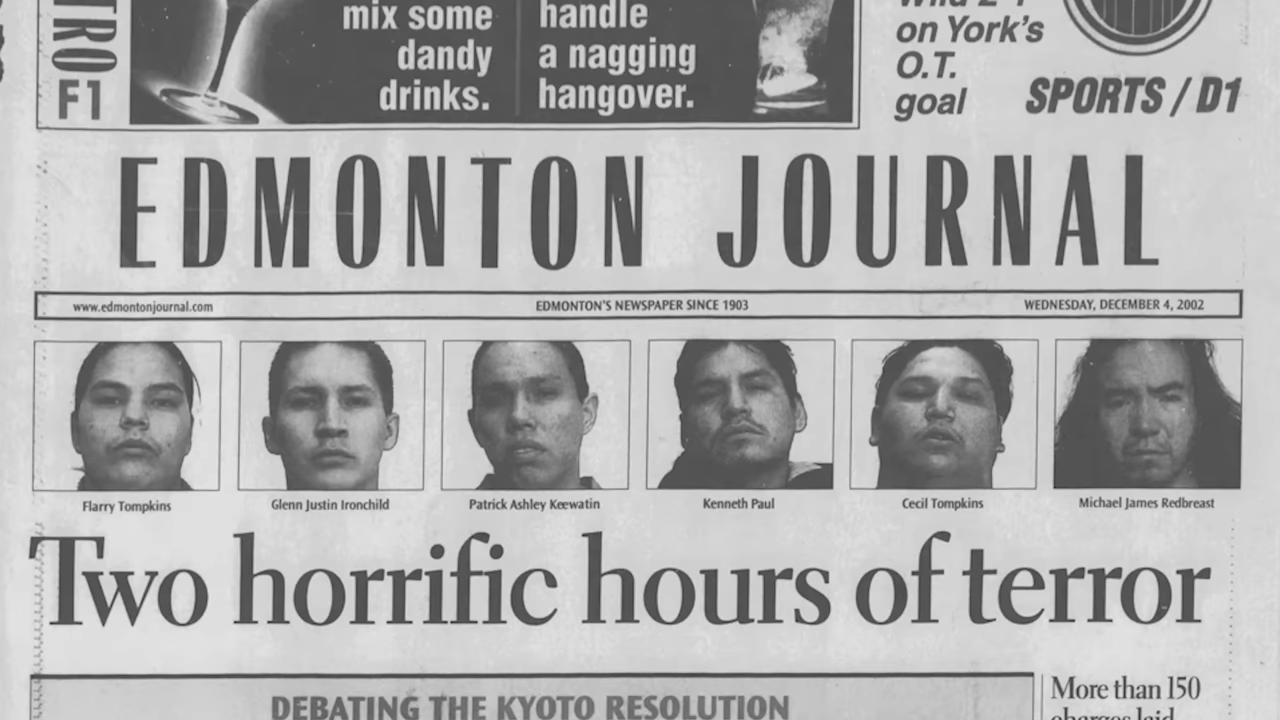 TRO
F1
mix some
dandy
drinks.
handle
a nagging
hangover.
on York's
O.T.
goal
SPORTS / D1
EDMONTON JOURNAL
www.edmontonjournal.com
EDMONTON'S NEWSPAPER SINCE 1903
WEDNESDAY, DECEMBER 4, 2002
Flarry Tompkins
Glenn Justin Ironchild
Patrick Ashley Keewatin
Kenneth Paul
Cecil Tompkins
Michael James Redbreast
Two horrific hours of terror
DEBATING THE KYOTO RESOLUTION
More than 150
charges laid